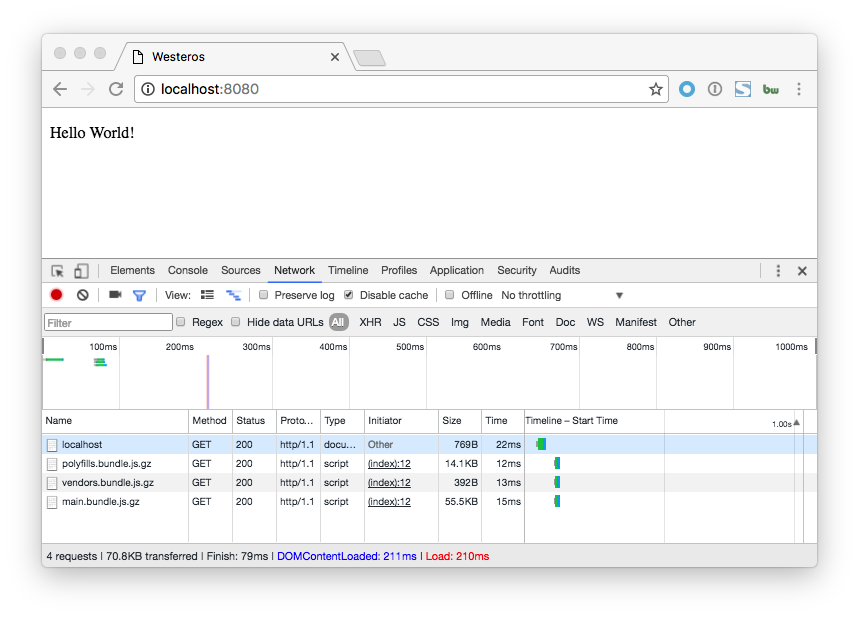 Westeros
localhost:8080
bw
Hello World!
Elements Console Sources Network Timeline Profiles Application Security Audits
View: Preserve log Disable cache Offline No throttling
Filter Regex Hide data URLs All XHR JS CSS Img Media Font Doc WS Manifest Other
100ms 200ms 300ms 400ms 500ms 600ms 700ms 800ms 900ms 1000ms
Name Method Status Proto... Type Initiator Size Time Timeline – Start Time 1.00s
localhost GET 200 http/1.1 docu... Other 769B 22ms
polyfills.bundle.js.gz GET 200 http/1.1 script (index):12 14.1KB 12ms
vendors.bundle.js.gz GET 200 http/1.1 script (index):12 392B 13ms
main.bundle.js.gz GET 200 http/1.1 script (index):12 55.5KB 15ms
4 requests | 70.8KB transferred | Finish: 79ms | DOMContentLoaded: 211ms | Load: 210ms